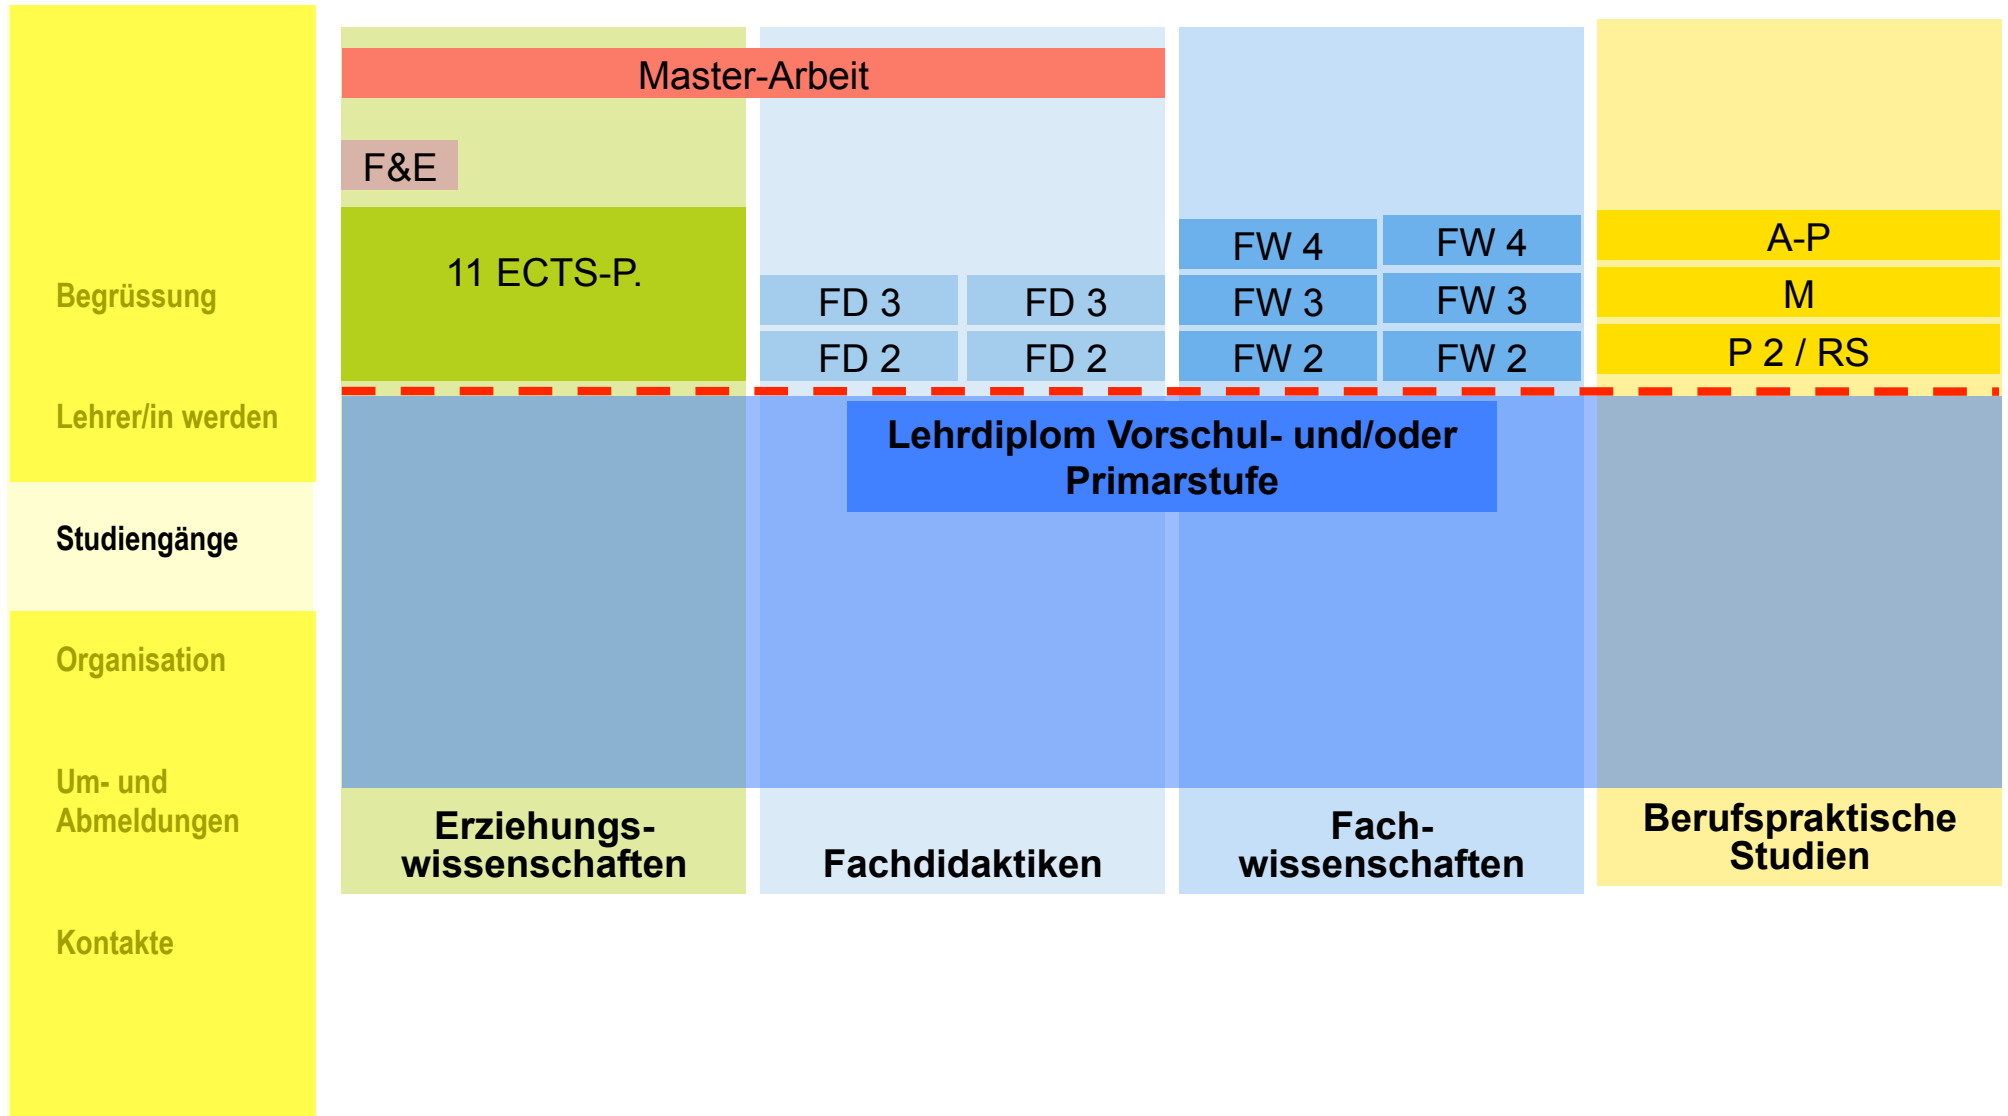 Begrüssung
Lehrer/in werden
Studiengänge
Organisation
Um- und
Abmeldungen
Kontakte
Master-Arbeit
F&E
11 ECTS-P.
FD 3 FD 3
FD 2 FD 2
FW 4 FW 4
FW 3 FW 3
FW 2 FW 2
A-P
M
P 2 / RS
Lehrdiplom Vorschul- und/oder
Primarstufe
Erziehungs-
wissenschaften
Fachdidaktiken
Fach-
wissenschaften
Berufspraktische
Studien